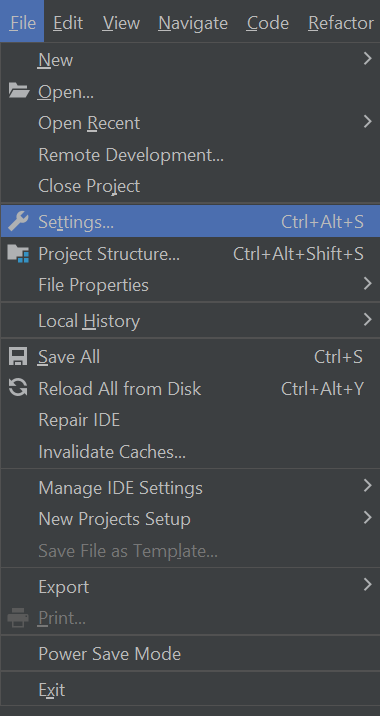 File Edit View Navigate Code Refactor
New
Open...
Open Recent
Remote Development...
Close Project
Settings... Ctrl+Alt+S
Project Structure... Ctrl+Alt+Shift+S
File Properties
Local History
Save All Ctrl+S
Reload All from Disk Ctrl+Alt+Y
Repair IDE
Invalidate Caches...
Manage IDE Settings
New Projects Setup
Save File as Template...
Export
Print...
Power Save Mode
Exit